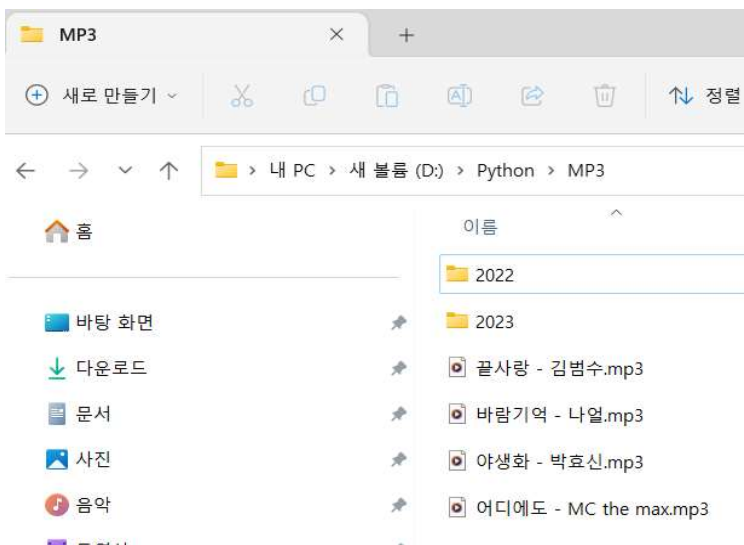 MP3
새로 만들기
정렬
내 PC > 새 볼륨 (D:) > Python > MP3
홈
이름
2022
2023
바탕 화면
다운로드
문서
사진
음악
끝사랑 - 김범수.mp3
바람기억 - 나얼.mp3
야생화 - 박효신.mp3
어디에도 - MC the max.mp3